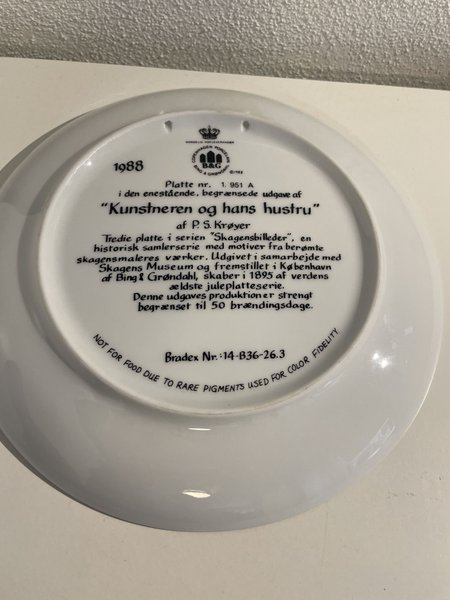 1988
B&G
Platte nr. 1. 951 A
i den enestående, begrænsede udgave af
"Kunstneren og hans hustru"
af P. S. Krøyer
Tredie platte i serien "Skagensbilleder", en
historisk samlerserie med motiver fra berømte
skagensmaleres værker. Udgivet i samarbejde med
Skagens Museum og fremstillet i København
af Bing & Grøndahl, skaber i 1895 af verdens
ældste juleplatteserie.
Denne udgaves produktion er strengt
begrænset til 50 brændingsdage.
Bradex Nr.:14-B36-26.3
NOT FOR FOOD DUE TO RARE PIGMENTS USED FOR COLOR FIDELITY.